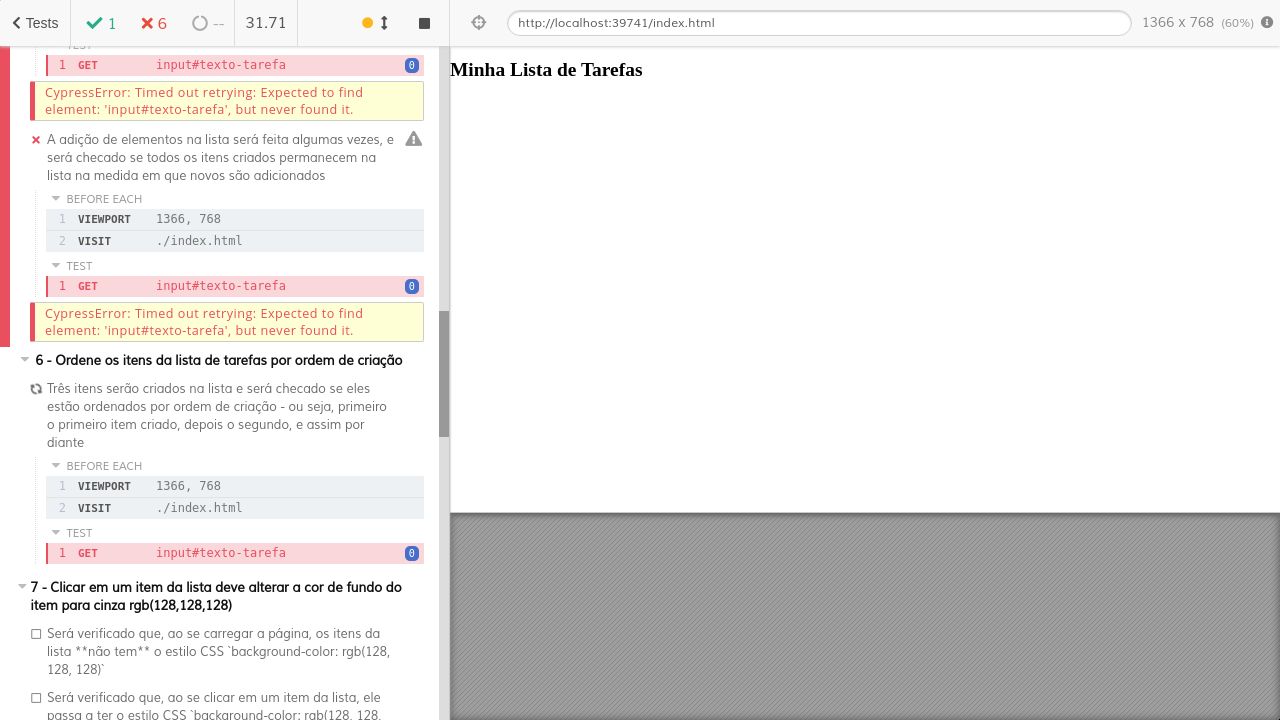 Tests
1
6
--
31.71
http://localhost:39741/index.html
1366 x 768 (60%)
TEST
1 GET input#texto-tarefa 0
CypressError: Timed out retrying: Expected to find
element: 'input#texto-tarefa', but never found it.
A adição de elementos na lista será feita algumas vezes, e
será checado se todos os itens criados permanecem na
lista na medida em que novos são adicionados
BEFORE EACH
1 VIEWPORT 1366, 768
2 VISIT ./index.html
TEST
1 GET input#texto-tarefa 0
CypressError: Timed out retrying: Expected to find
element: 'input#texto-tarefa', but never found it.
6 - Ordene os itens da lista de tarefas por ordem de criação
Três itens serão criados na lista e será checado se eles
estão ordenados por ordem de criação - ou seja, primeiro
o primeiro item criado, depois o segundo, e assim por
diante
BEFORE EACH
1 VIEWPORT 1366, 768
2 VISIT ./index.html
TEST
1 GET input#texto-tarefa 0
7 - Clicar em um item da lista deve alterar a cor de fundo do
item para cinza rgb(128,128,128)
Será verificado que, ao se carregar a página, os itens da
lista **não tem** o estilo CSS `background-color: rgb(128,
128, 128)`
Será verificado que, ao se clicar em um item da lista, ele
passa a ter o estilo CSS `background-color: rgb(128, 128,
Minha Lista de Tarefas